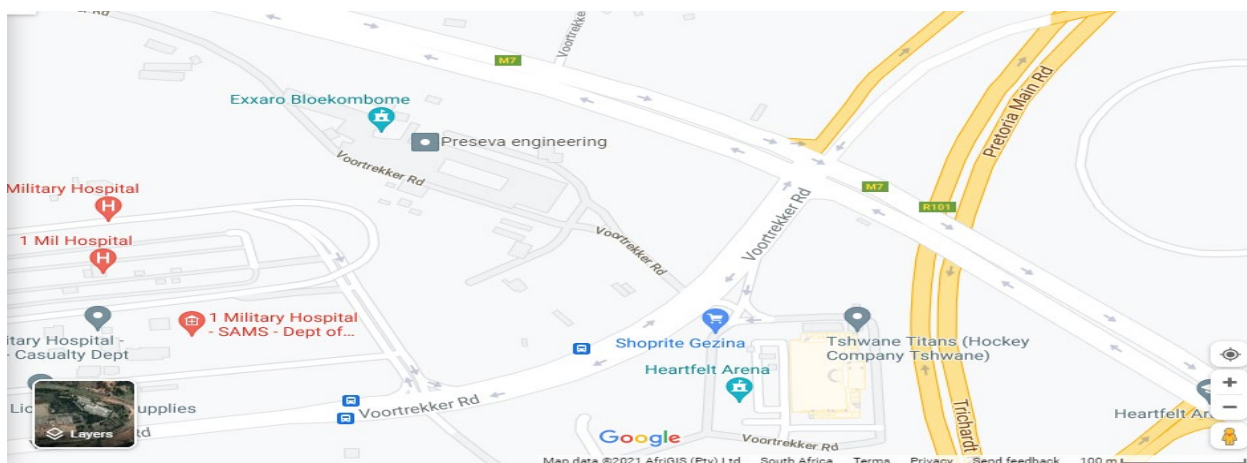 Rd
Voortrekker
M7
Pretoria Main Rd
Exxaro Bloekombome
Preseva engineering
Voortrekker Rd
Military Hospital
M7
R101
Voortrekker Rd
1 Mil Hospital
Voortrekker Rd
1 Military Hospital
- SAMS - Dept of...
itary Hospital -
- Casualty Dept
Shoprite Gezina
Tshwane Titans (Hockey
Company Tshwane)
Heartfelt Arena
Voortrekker Rd
upplies
Layers
Rd
Trichardt
Heartfelt Are
Google
Voortrekker Rd
Map data ©2021 AfriGIS (Pty) Ltd South Africa Terms Privacy Send feedback 100 m